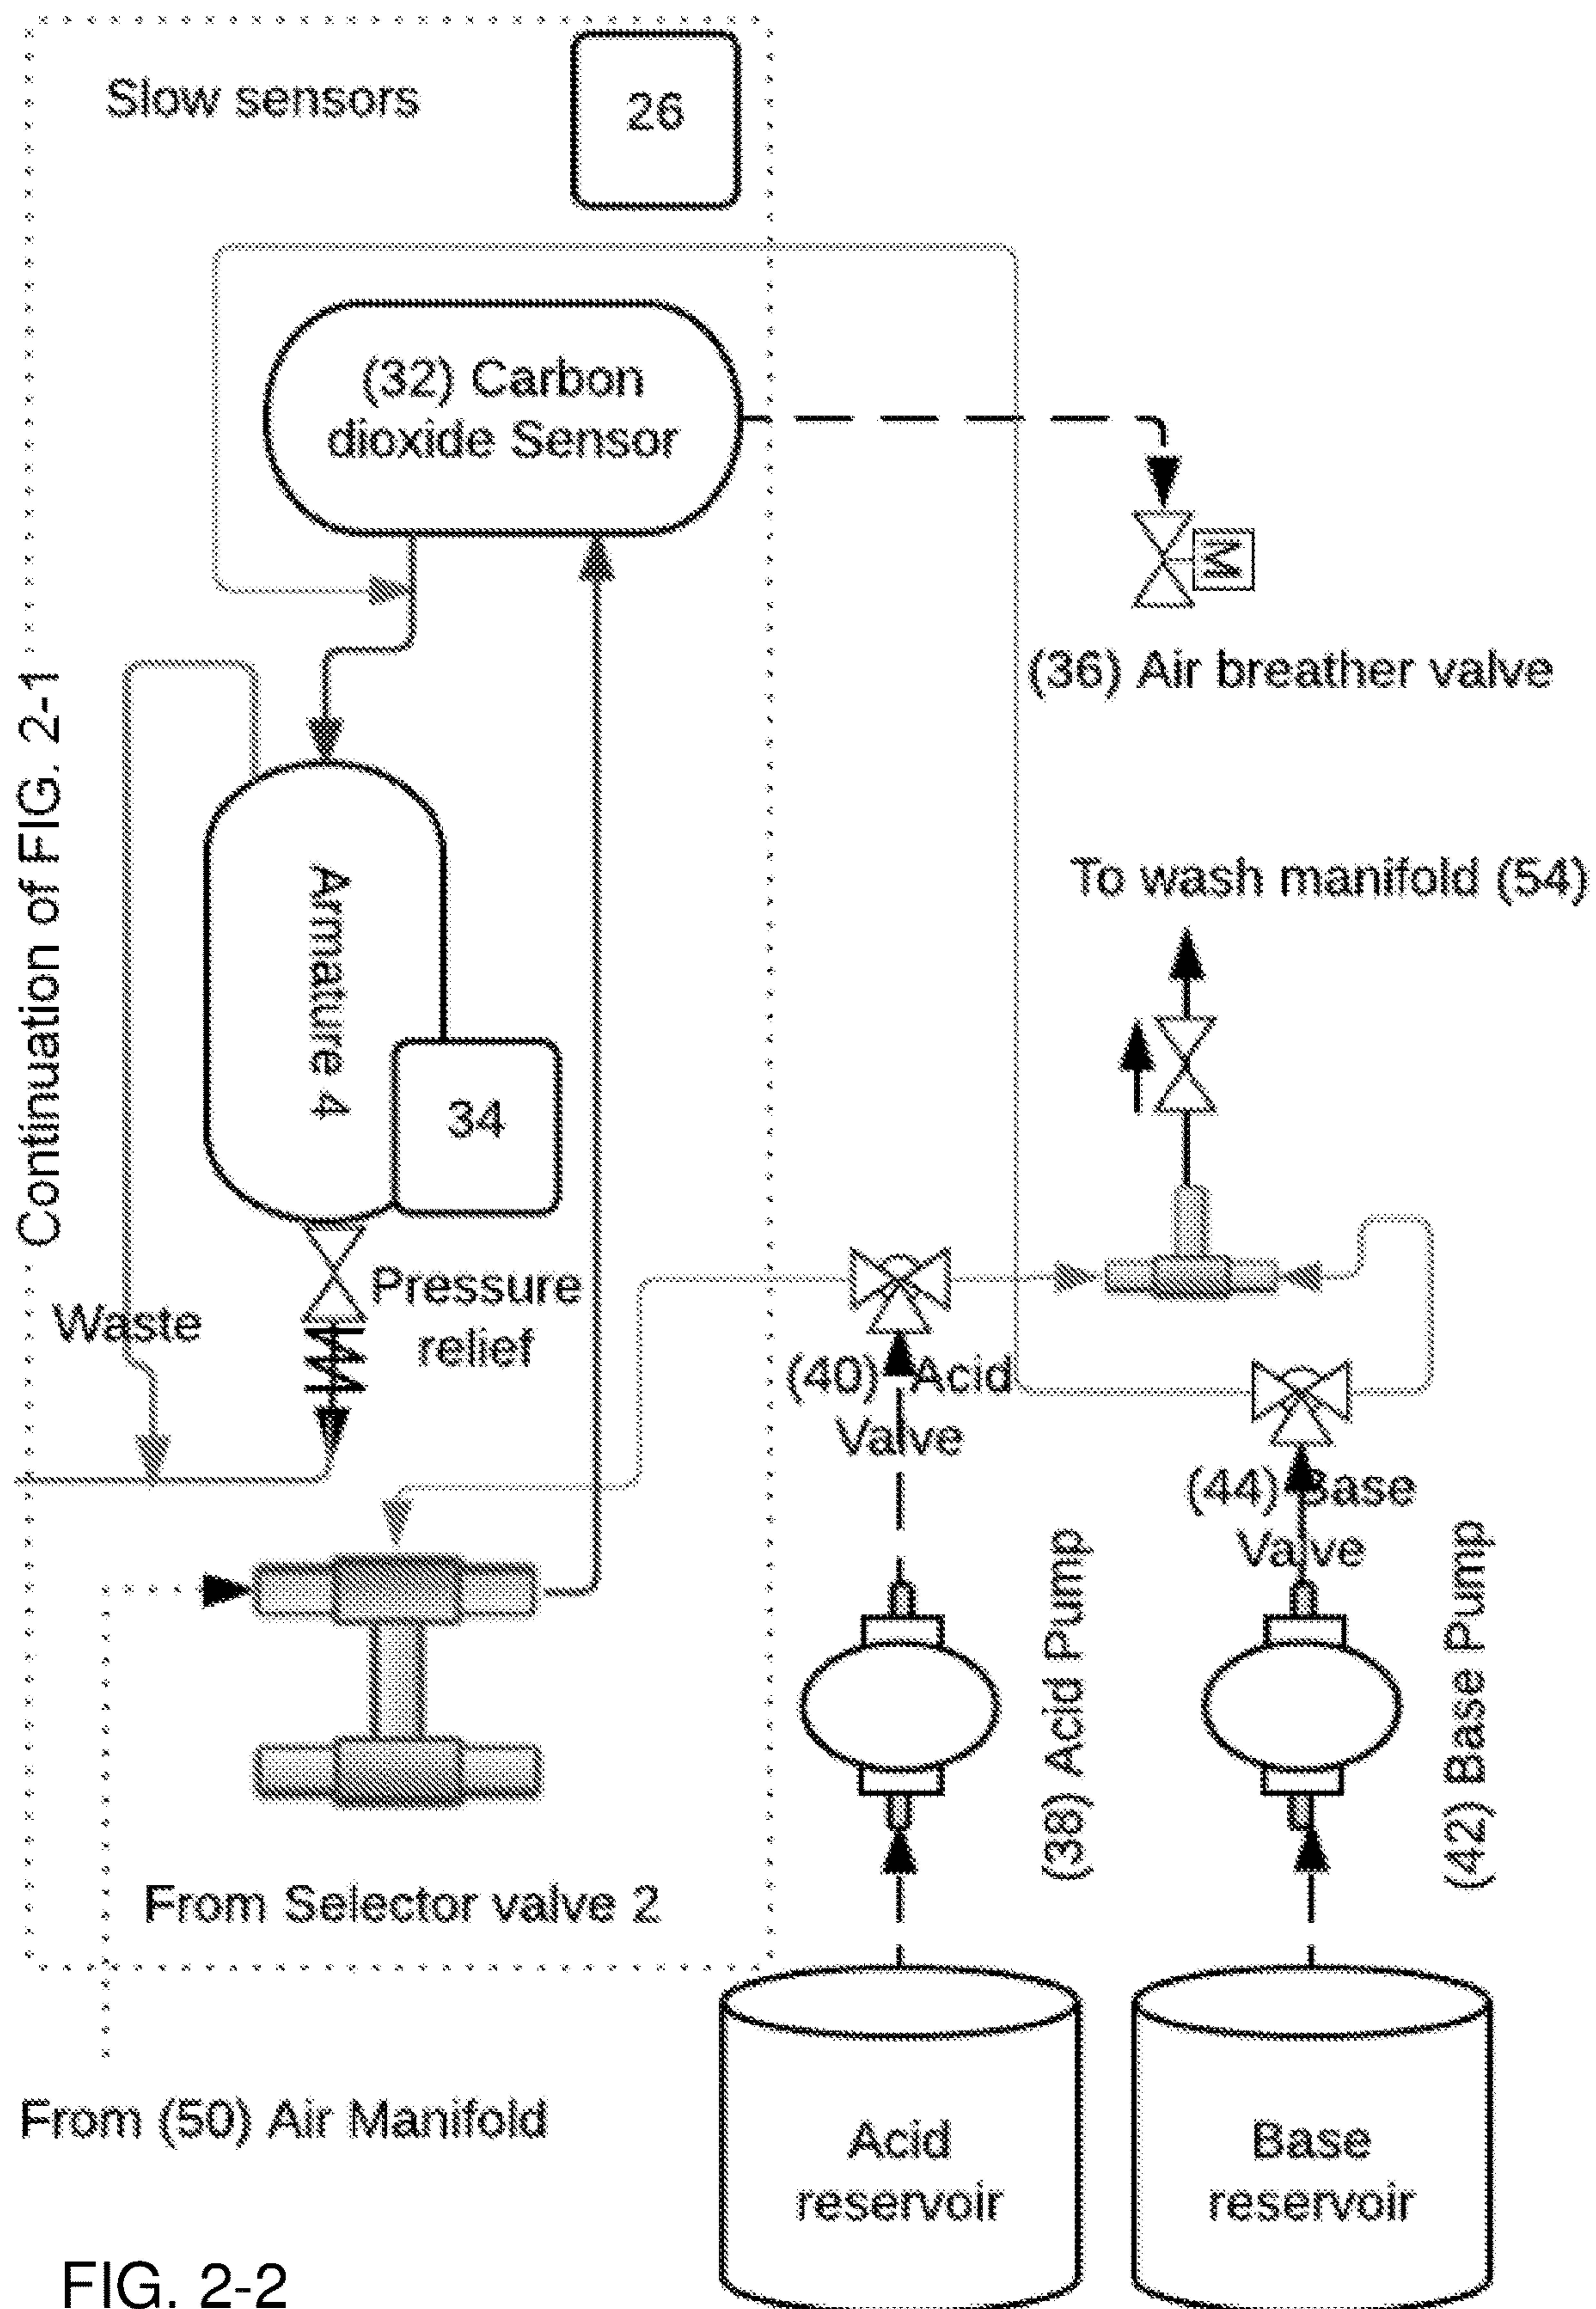 Slow sensors
26
(32) Carbon
dioxide Sensor
M
(36) Air breather valve
Continuation of FIG. 2-1
To wash manifold (54)
Armature 4
34
Pressure
relief
Waste
(40) Acid
Valve
(44) Base
Valve
(38) Acid Pump
(42) Base Pump
From Selector valve 2
From (50) Air Manifold
Acid
reservoir
Base
reservoir
FIG. 2-2